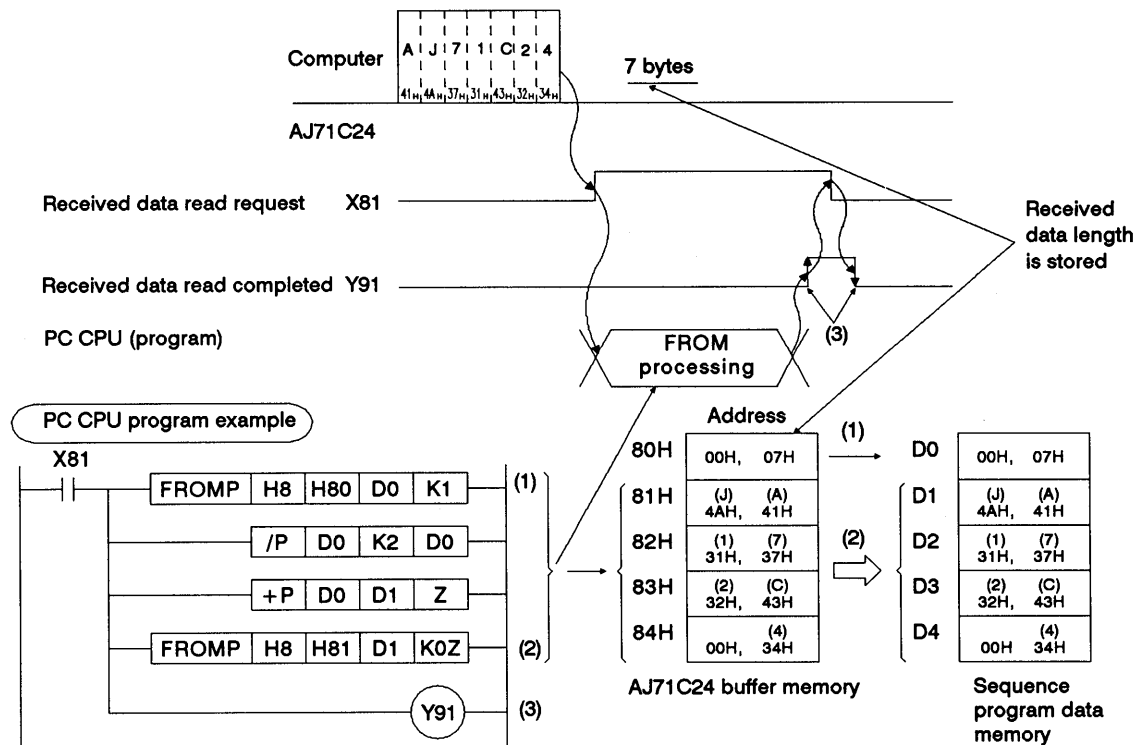 Computer
A J 7 1 C 2 4
41H 4AH 37H 31H 43H 32H 34H
7 bytes
AJ71C24
Received data read request X81
Received data length is stored
Received data read completed Y91
(3)
PC CPU (program)
FROM
processing
PC CPU program example
X81
FROMP H8 H80 D0 K1 (1)
/P D0 K2 D0
+P D0 D1 Z
FROMP H8 H81 D1 K0Z (2)
Y91 (3)
Address
80H 00H, 07H
81H (J) (A)
4AH, 41H
82H (1) (7)
31H, 37H
83H (2) (C)
32H, 43H
84H (4)
00H, 34H
AJ71C24 buffer memory
(1)
(2)
D0 00H, 07H
D1 (J) (A)
4AH, 41H
D2 (1) (7)
31H, 37H
D3 (2) (C)
32H, 43H
D4 (4)
00H 34H
Sequence
program data
memory